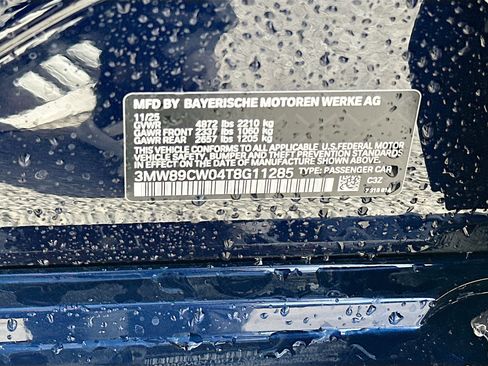 MFD BY BAYERISCHE MOTOREN WERKE AG
11/25
GVWR 4872 lbs 2210 kg
GAWR FRONT 2337 lbs 1060 kg
GAWR REAR 2657 lbs 1205 kg
THIS VEHICLE CONFORMS TO ALL APPLICABLE U.S. FEDERAL MOTOR
VEHICLE SAFETY, BUMPER AND THEFT PREVENTION STANDARDS IN
EFFECT ON THE DATE OF MANUFACTURE SHOWN ABOVE.
3MW89CW04T8G11285 TYPE: PASSENGER CAR
C3Z